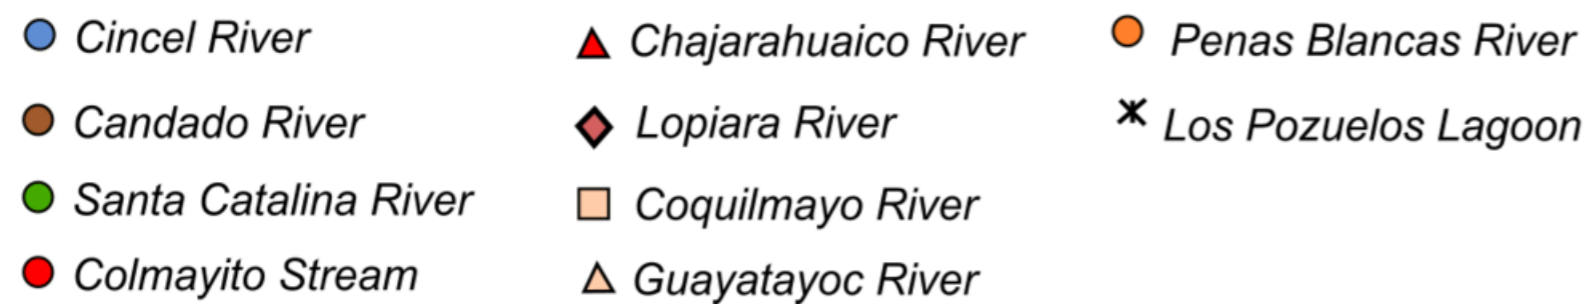 Cincel River
Candado River
Santa Catalina River
Colmayito Stream
Chajarahuaico River
Lopiara River
Coquilmayo River
Guayatayoc River
Penas Blancas River
Los Pozuelos Lagoon